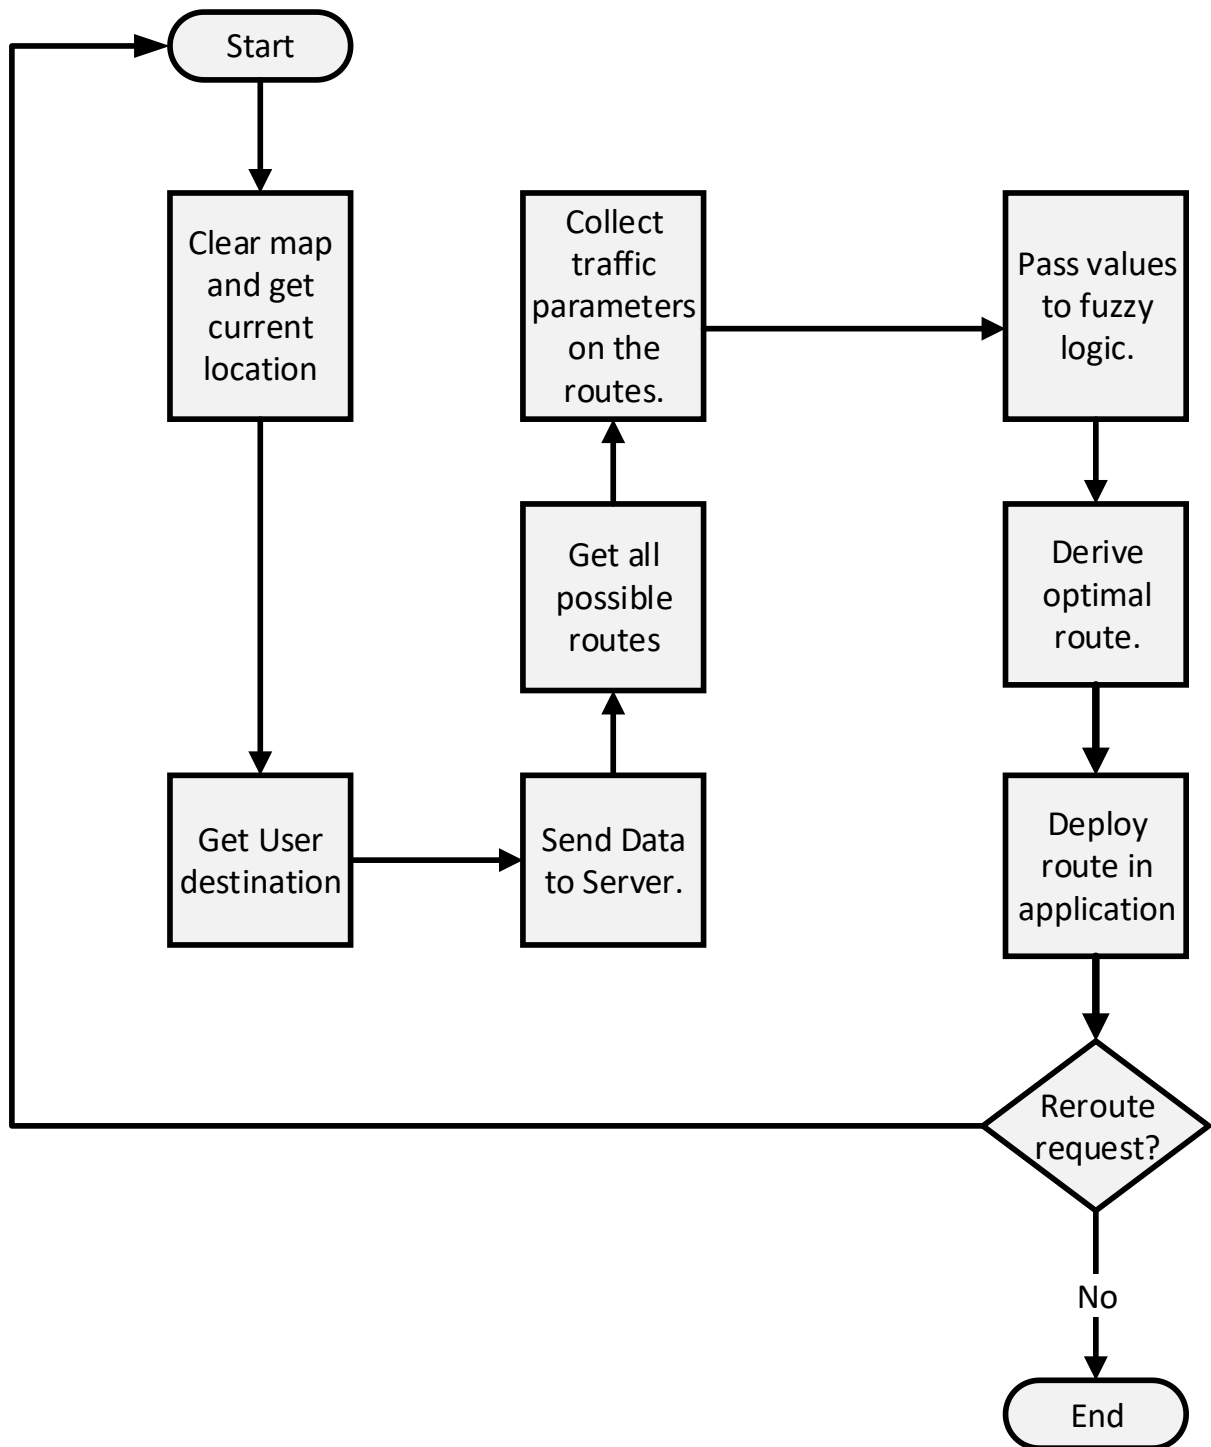 Start
Clear map
and get
current
location
Get User
destination
Send Data
to Server.
Get all
possible
routes
Collect
traffic
parameters
on the
routes.
Pass values
to fuzzy
logic.
Derive
optimal
route.
Deploy
route in
application
Reroute
request?
No
End